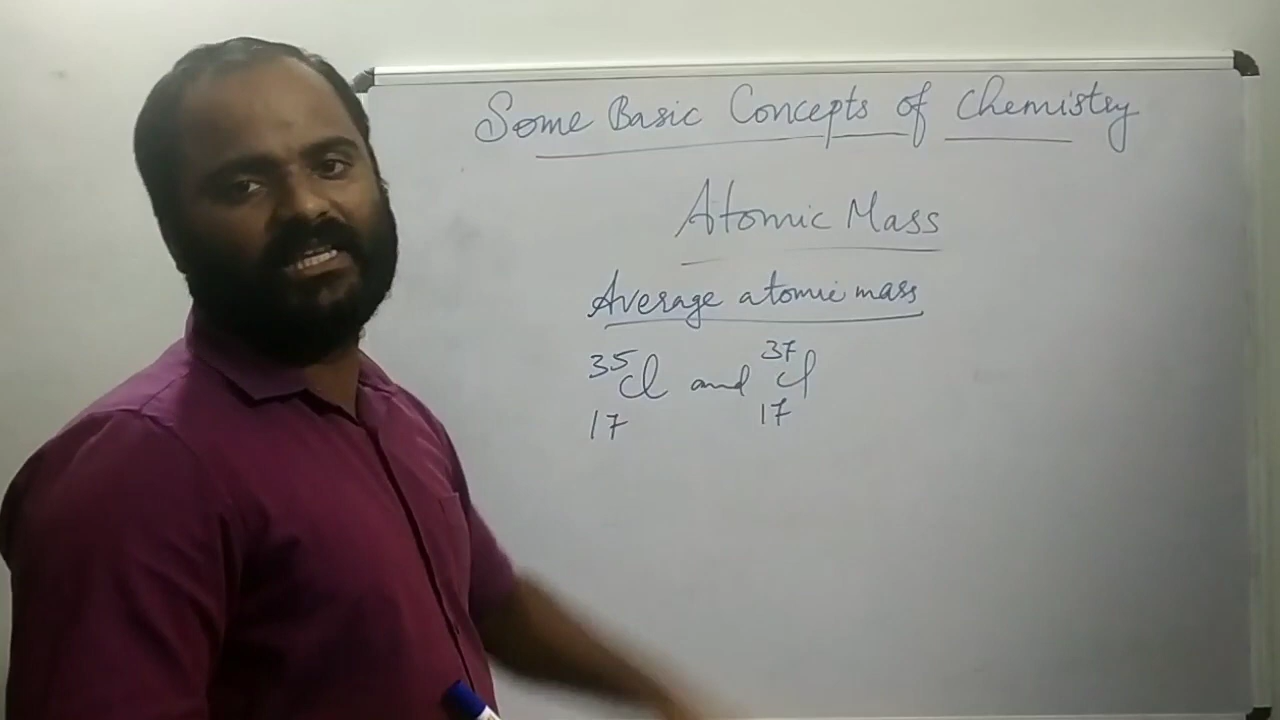 Some Basic Concepts of Chemistry
Atomic Mass
Average atomic mass
35 Cl and 37 Cl
17 17